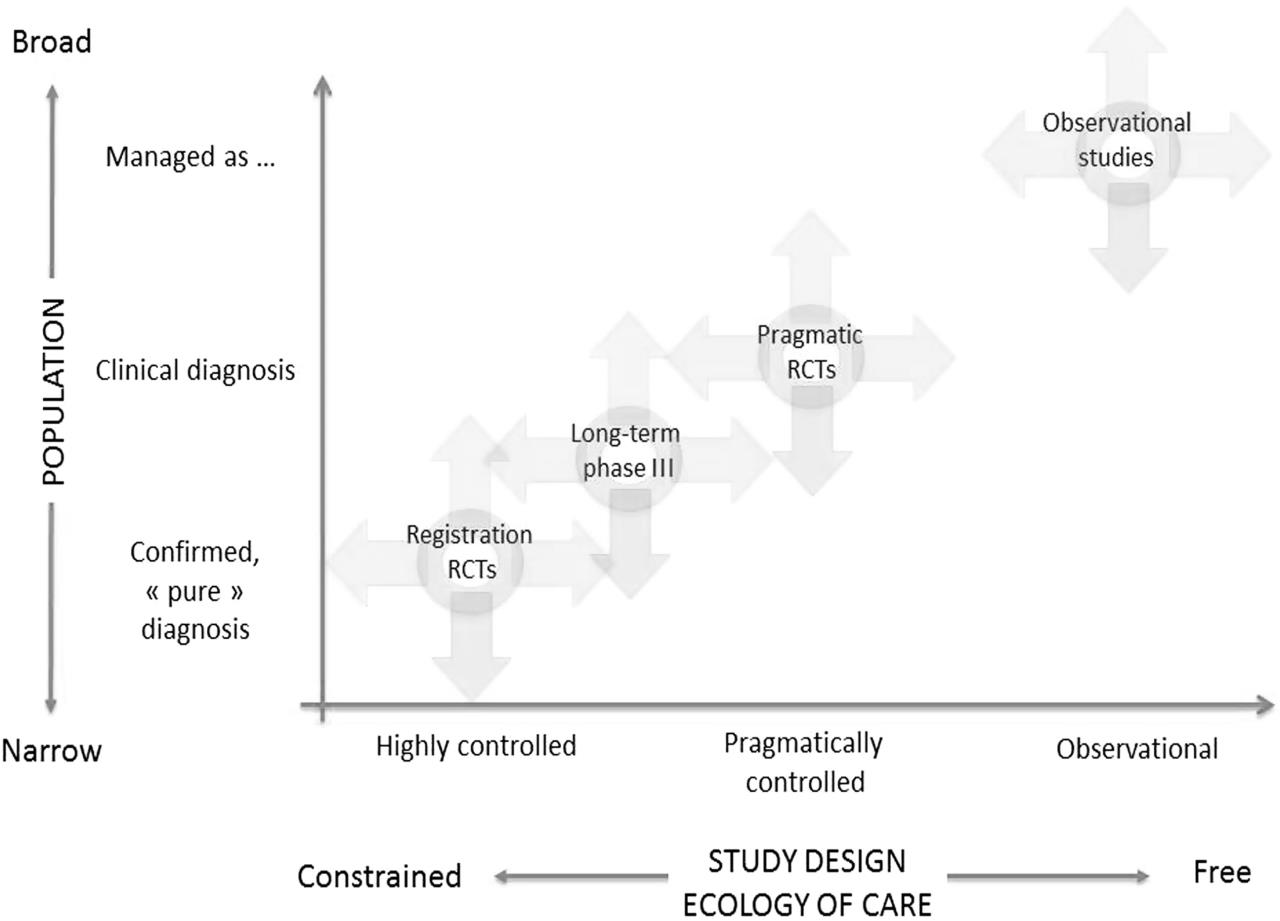 Broad
Managed as ...
Observational
studies
POPULATION
Clinical diagnosis
Pragmatic
RCTs
Long-term
phase III
Registration
RCTs
Confirmed,
« pure »
diagnosis
Narrow
Highly controlled
Pragmatically
controlled
Observational
Constrained
STUDY DESIGN
ECOLOGY OF CARE
Free